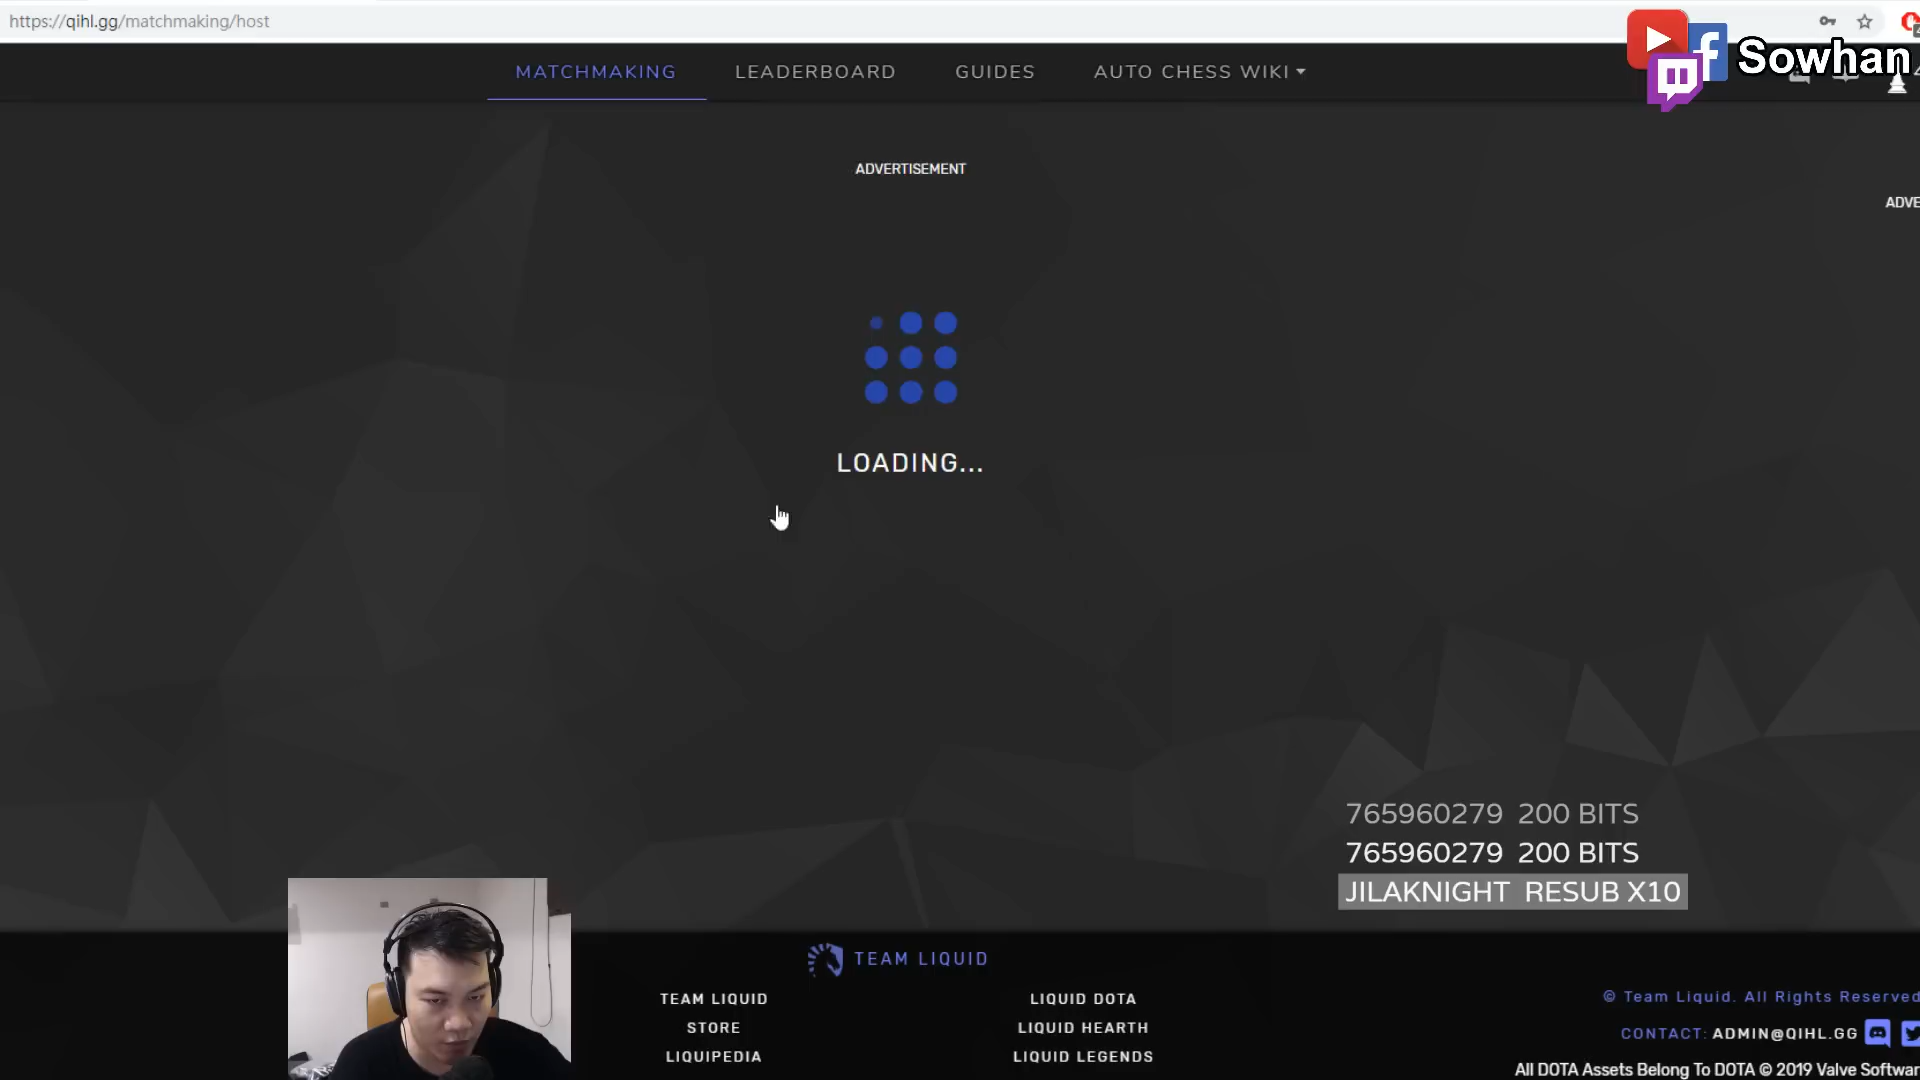 https://qihl.gg/matchmaking/host
Sowhan
MATCHMAKING LEADERBOARD GUIDES AUTO CHESS WIKI
ADVERTISEMENT
ADVE
LOADING...
765960279 200 BITS
765960279 200 BITS
JILAKNIGHT RESUB X10
TEAM LIQUID
TEAM LIQUID
STORE
LIQUIPEDIA
LIQUID DOTA
LIQUID HEARTH
LIQUID LEGENDS
© Team Liquid. All Rights Reserved
CONTACT: ADMIN@QIHL.GG
All DOTA Assets Belong To DOTA © 2019 Valve Softwar